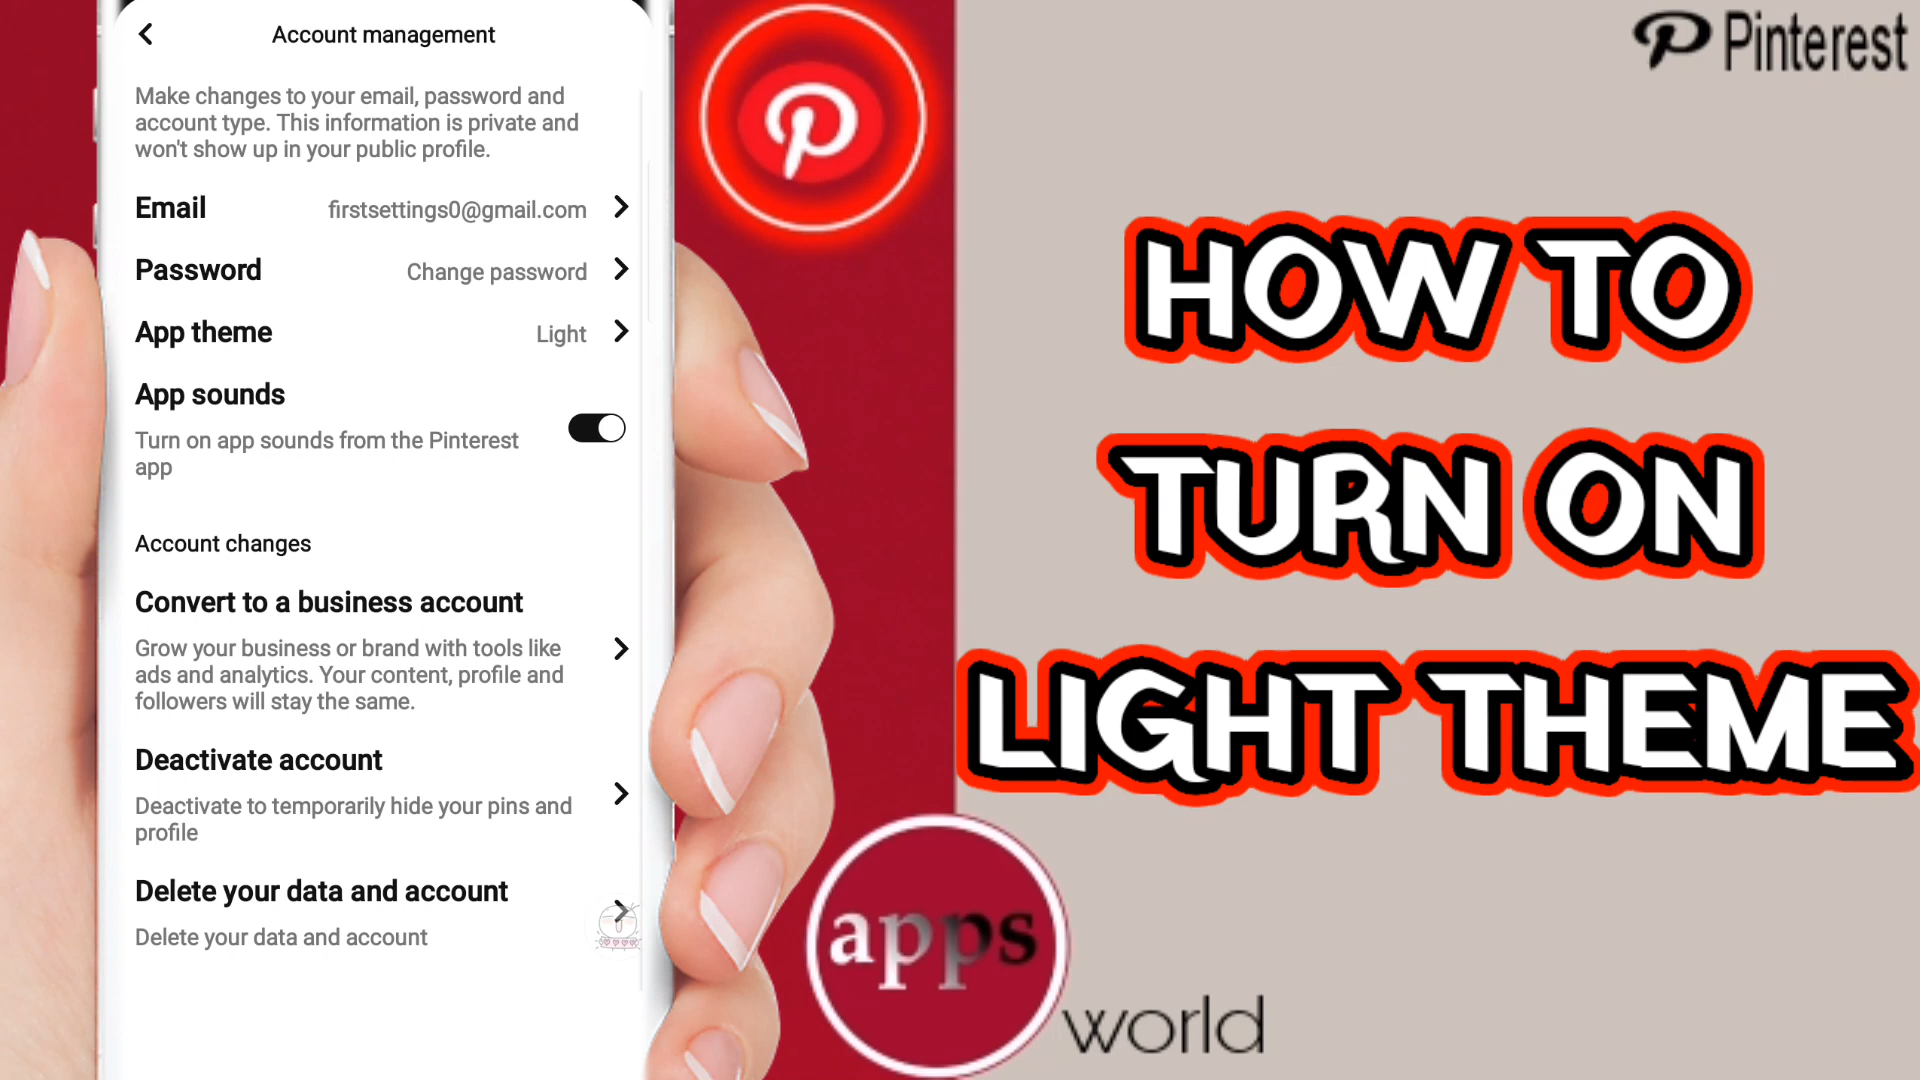 Account management
Make changes to your email, password and
account type. This information is private and
won't show up in your public profile.
Email firstsettings0@gmail.com
Password Change password
App theme Light
App sounds
Turn on app sounds from the Pinterest
app
Account changes
Convert to a business account
Grow your business or brand with tools like
ads and analytics. Your content, profile and
followers will stay the same.
Deactivate account
Deactivate to temporarily hide your pins and
profile
Delete your data and account
Delete your data and account
Pinterest
HOW TO
TURN ON
LIGHT THEME
apps
world